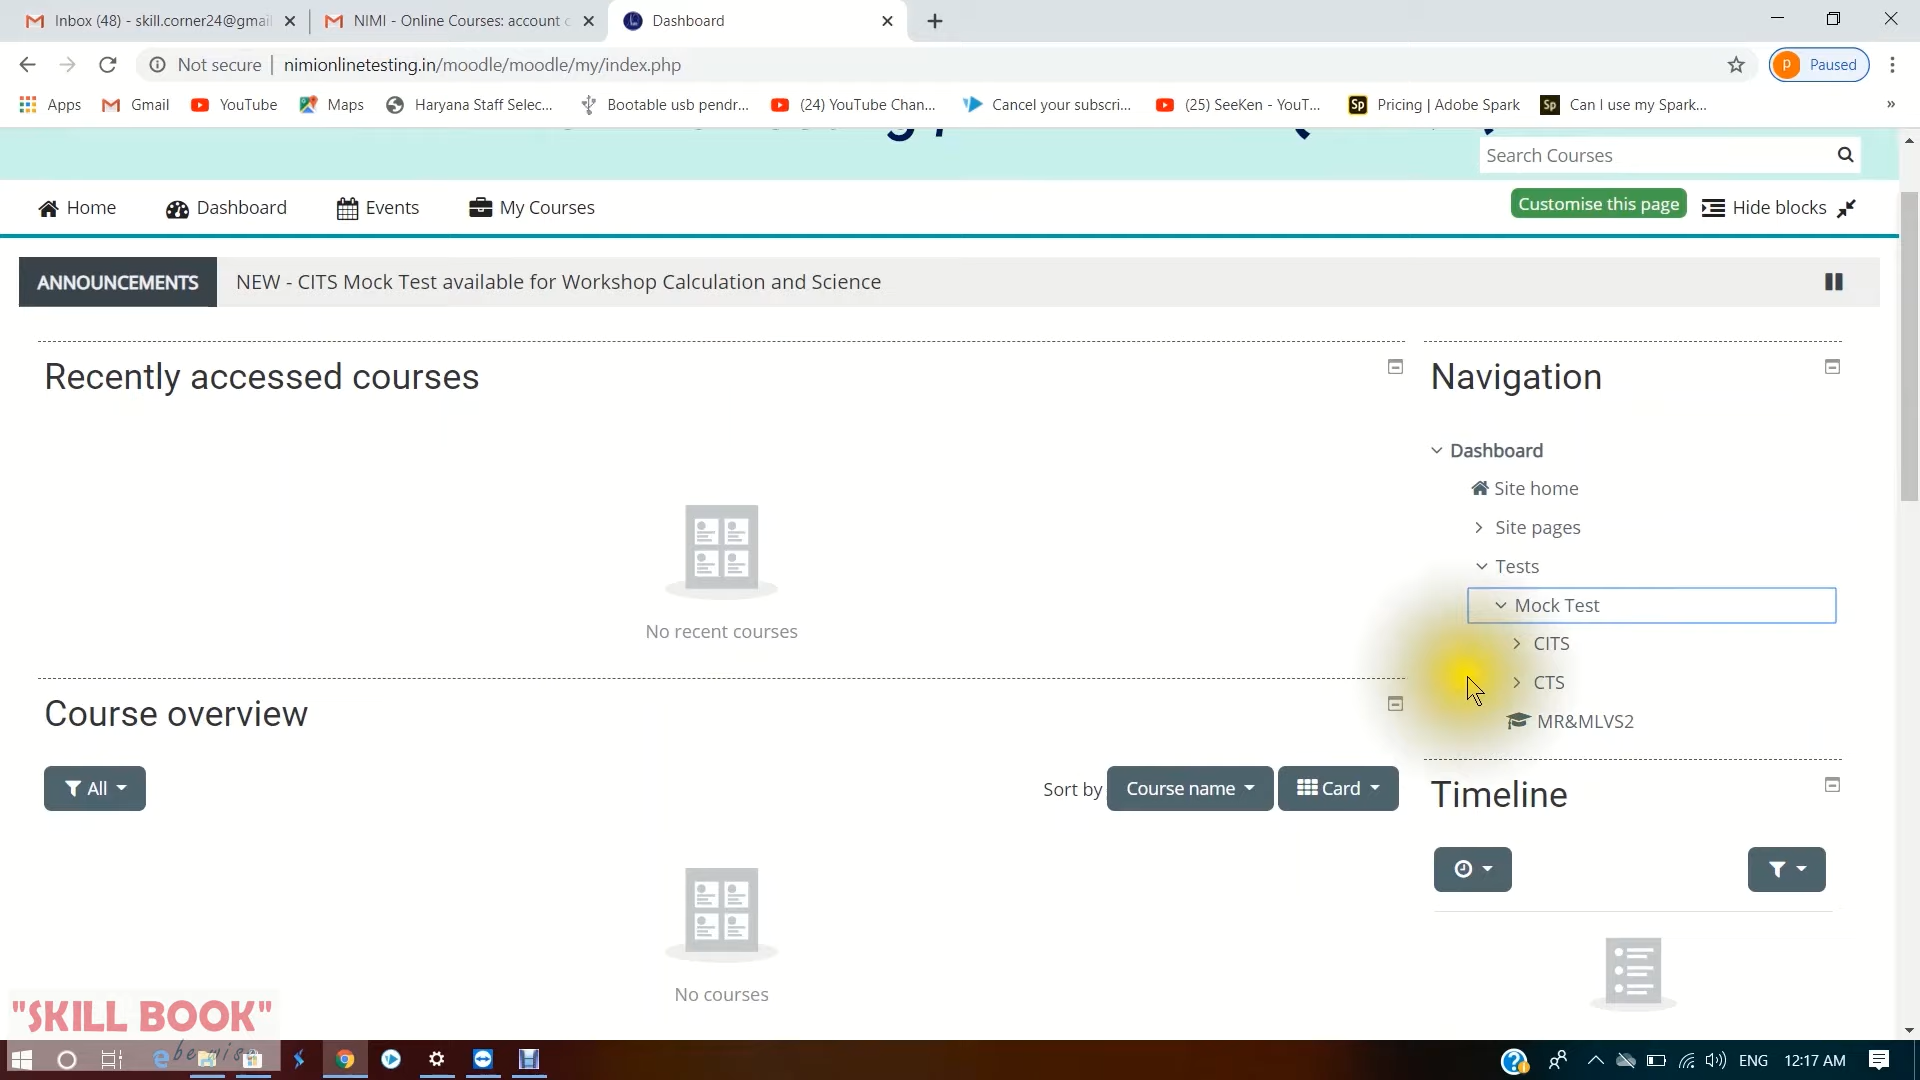 Inbox (48) - skill.corner24@gmai
NIMI - Online Courses: account c
Dashboard
Not secure
nimionlinetesting.in/moodle/moodle/my/index.php
Paused
Apps
Gmail
YouTube
Maps
Haryana Staff Selec...
Bootable usb pendr...
(24) YouTube Chan...
Cancel your subscri...
(25) SeeKen - YouT...
Pricing | Adobe Spark
Can I use my Spark...
»
Search Courses
Home
Dashboard
Events
My Courses
Customise this page
Hide blocks
ANNOUNCEMENTS
NEW - CITS Mock Test available for Workshop Calculation and Science
Recently accessed courses
No recent courses
Course overview
All
Sort by
Course name
Card
No courses
Navigation
Dashboard
Site home
Site pages
Tests
Mock Test
CITS
CTS
MR&MLVS2
Timeline
"SKILL BOOK"
ENG
12:17 AM